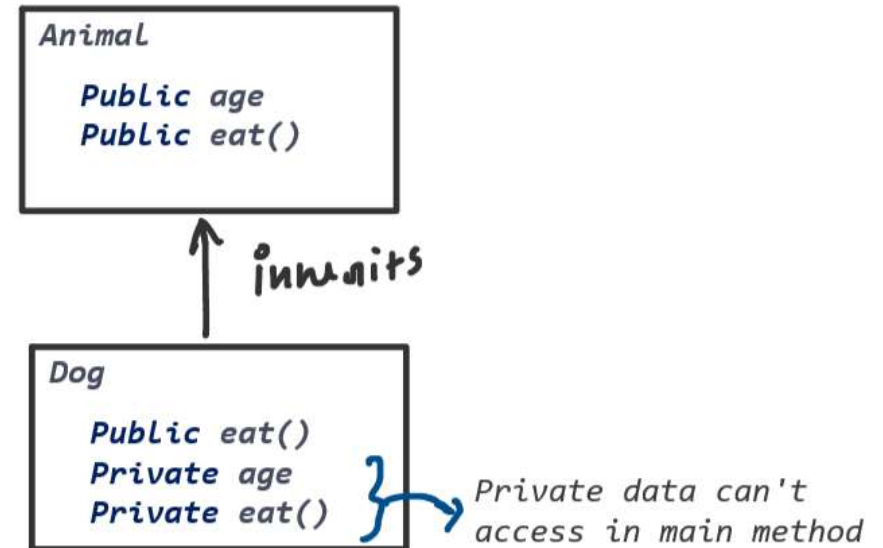 Animal
Public age
Public eat()
inherits
Dog
Public eat()
Private age
Private eat()
Private data can't
access in main method